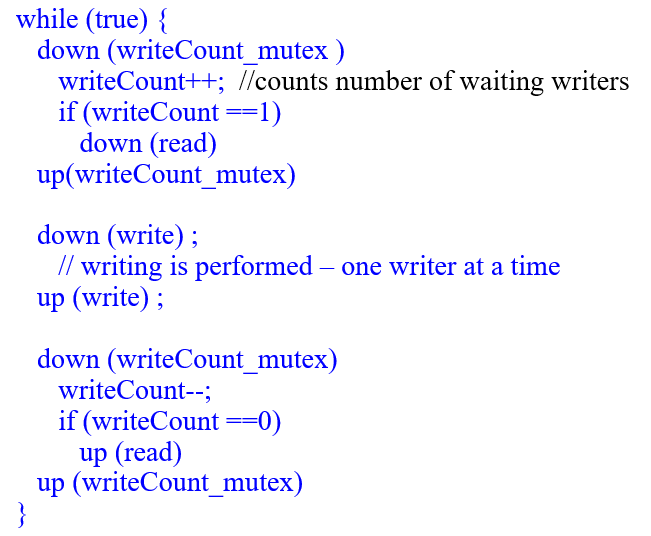 while (true) {
down (writeCount_mutex )
writeCount++;  //counts number of waiting writers
if (writeCount ==1)
down (read)
up(writeCount_mutex)
down (write) ;
// writing is performed – one writer at a time
up (write) ;
down (writeCount_mutex)
writeCount--;
if (writeCount ==0)
up (read)
up (writeCount_mutex)
}